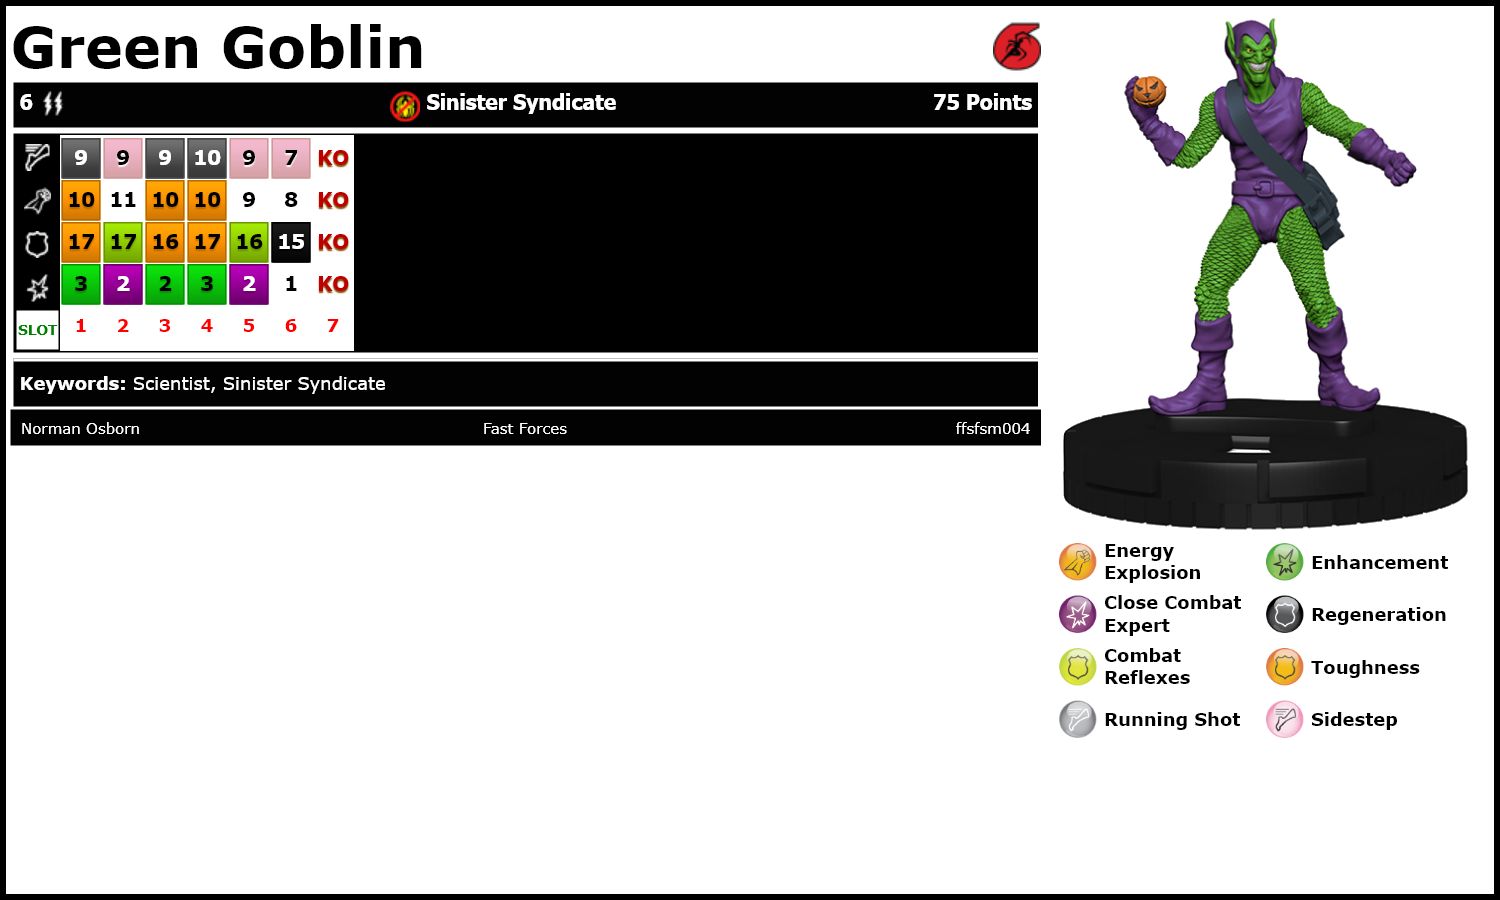 Green Goblin
6 Sinister Syndicate 75 Points
9 9 9 10 9 7 KO
10 11 10 10 9 8 KO
17 17 16 17 16 15 KO
3 2 2 3 2 1 KO
SLOT 1 2 3 4 5 6 7
Keywords: Scientist, Sinister Syndicate
Norman Osborn Fast Forces ffsfsm004
Energy
Explosion
Enhancement
Close Combat
Expert
Regeneration
Combat
Reflexes
Toughness
Running Shot
Sidestep